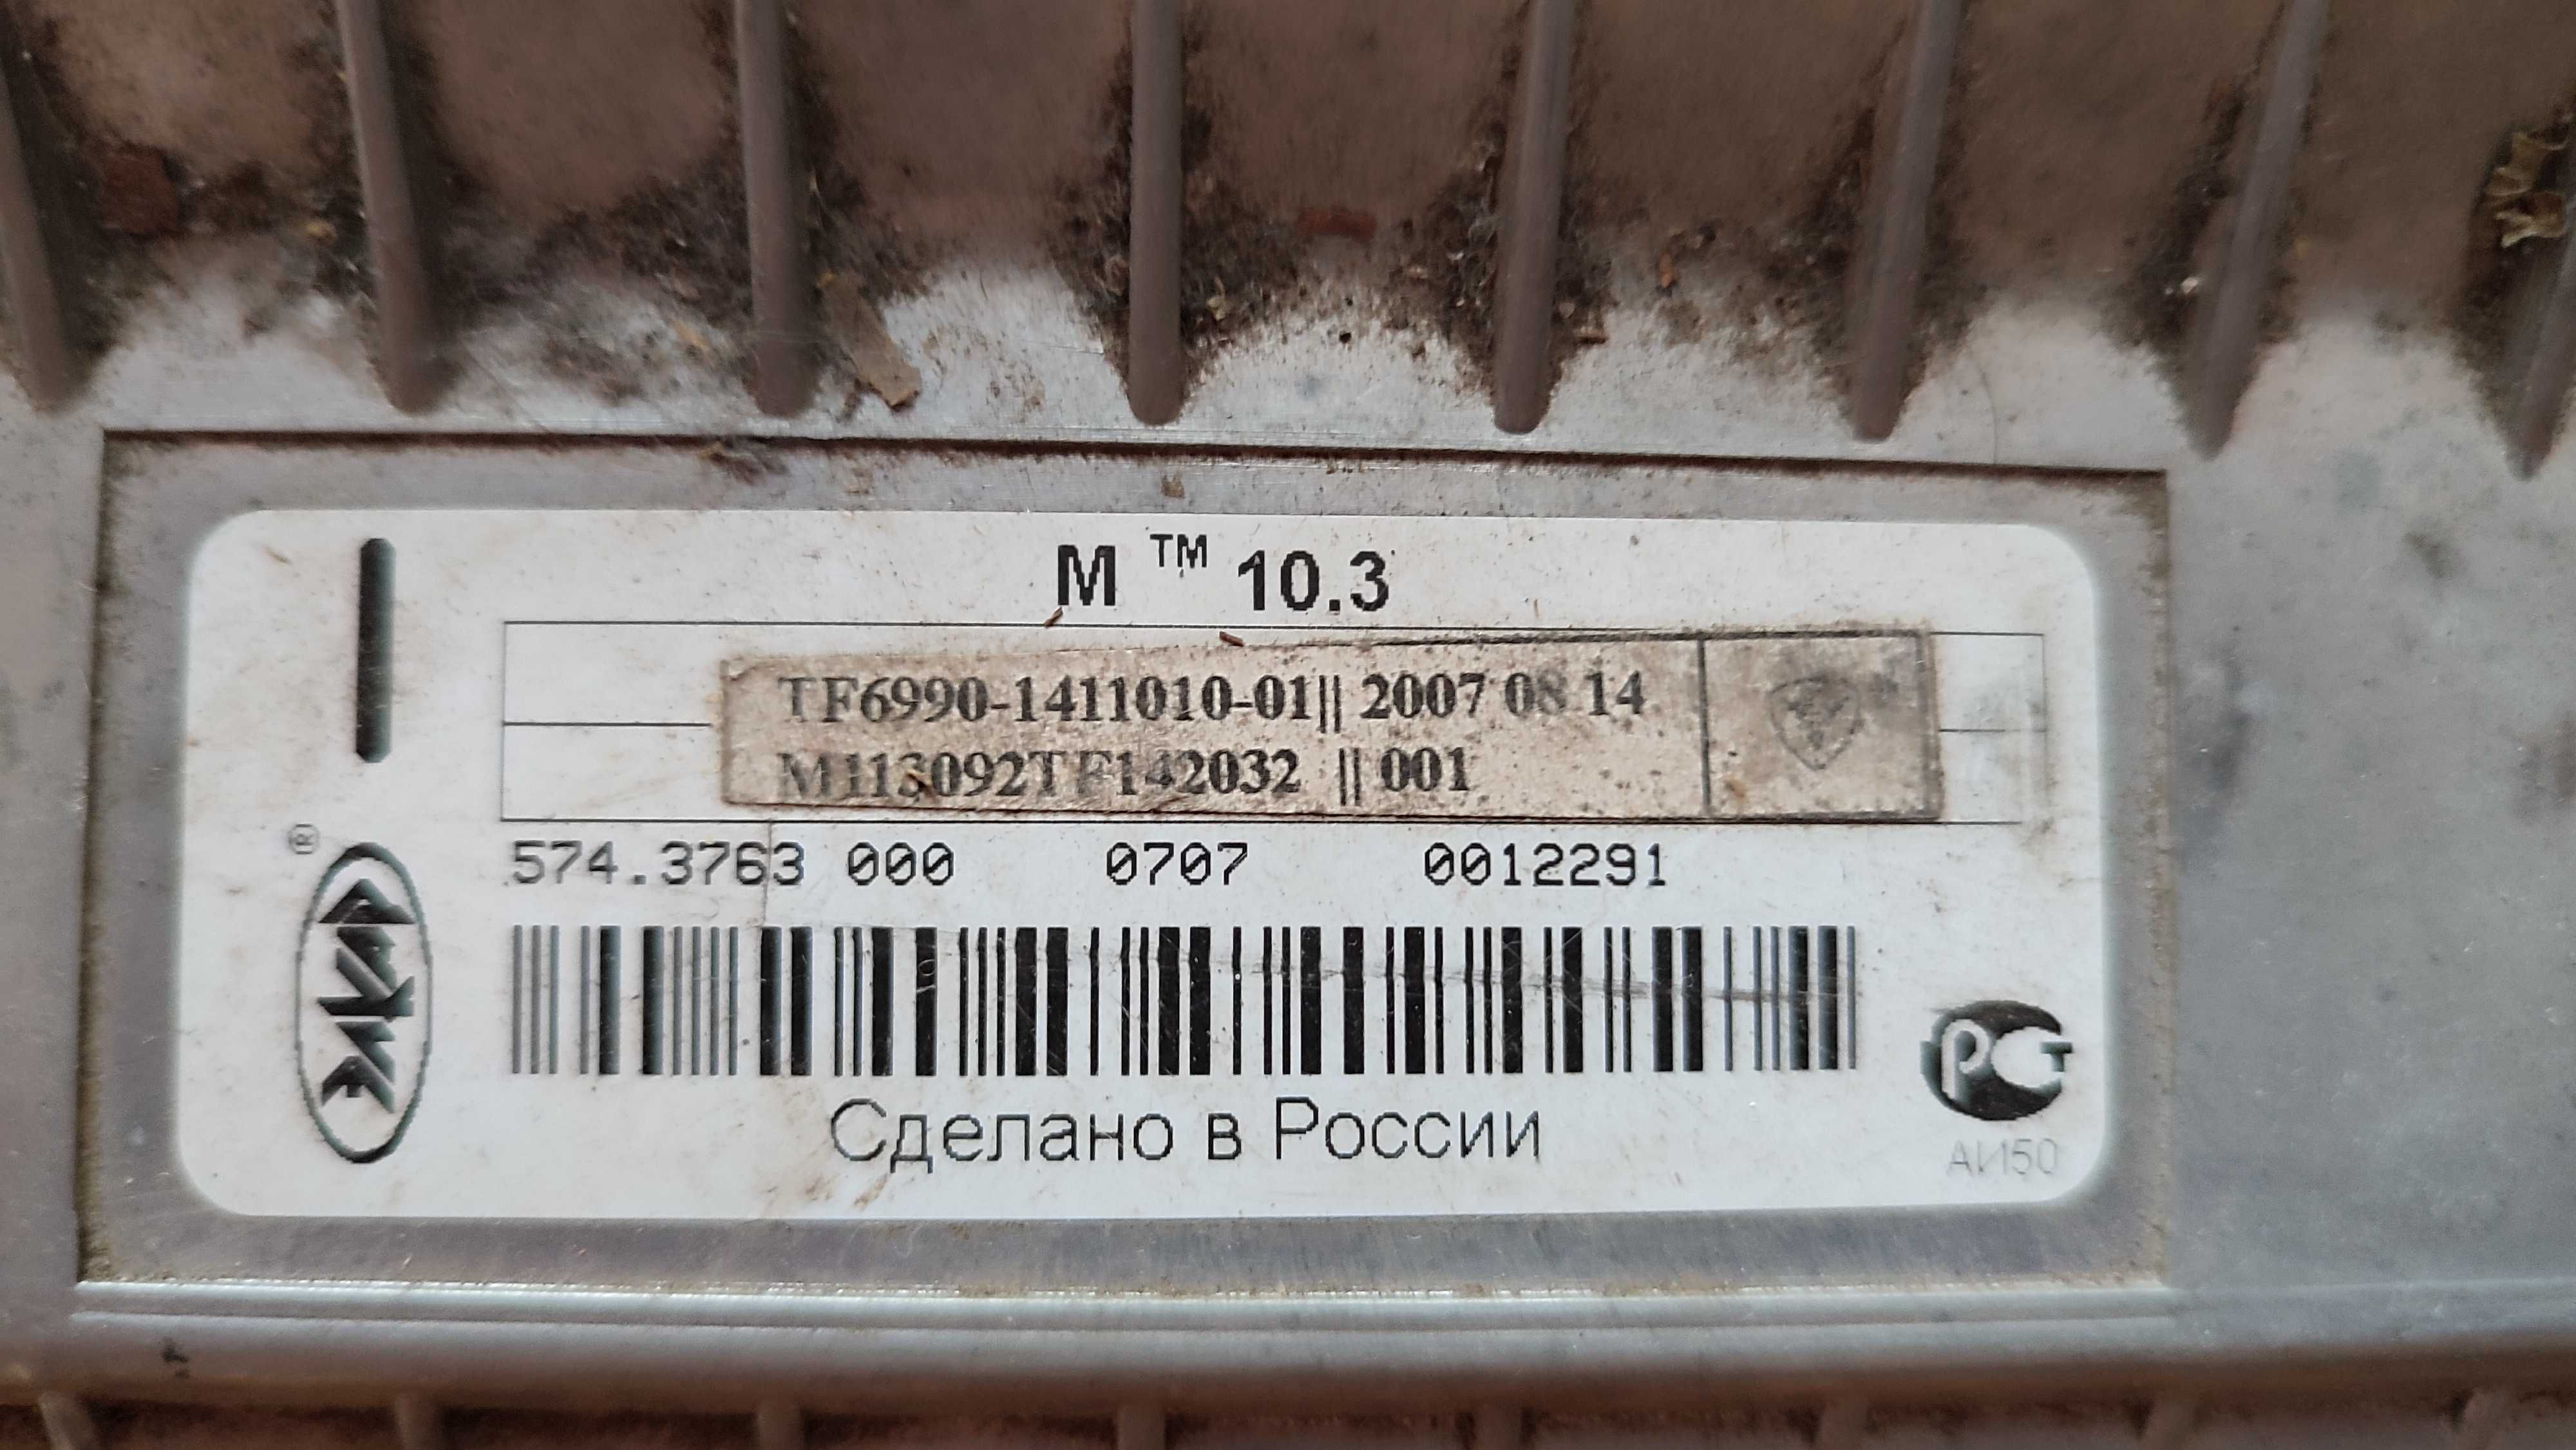 М ™ 10.3
TF6990-1411010-01|| 2007 08 14
M113092TF142032 || 001
574.3763 000 0707 0012291
®
Сделано в России
РСТ
АИ50